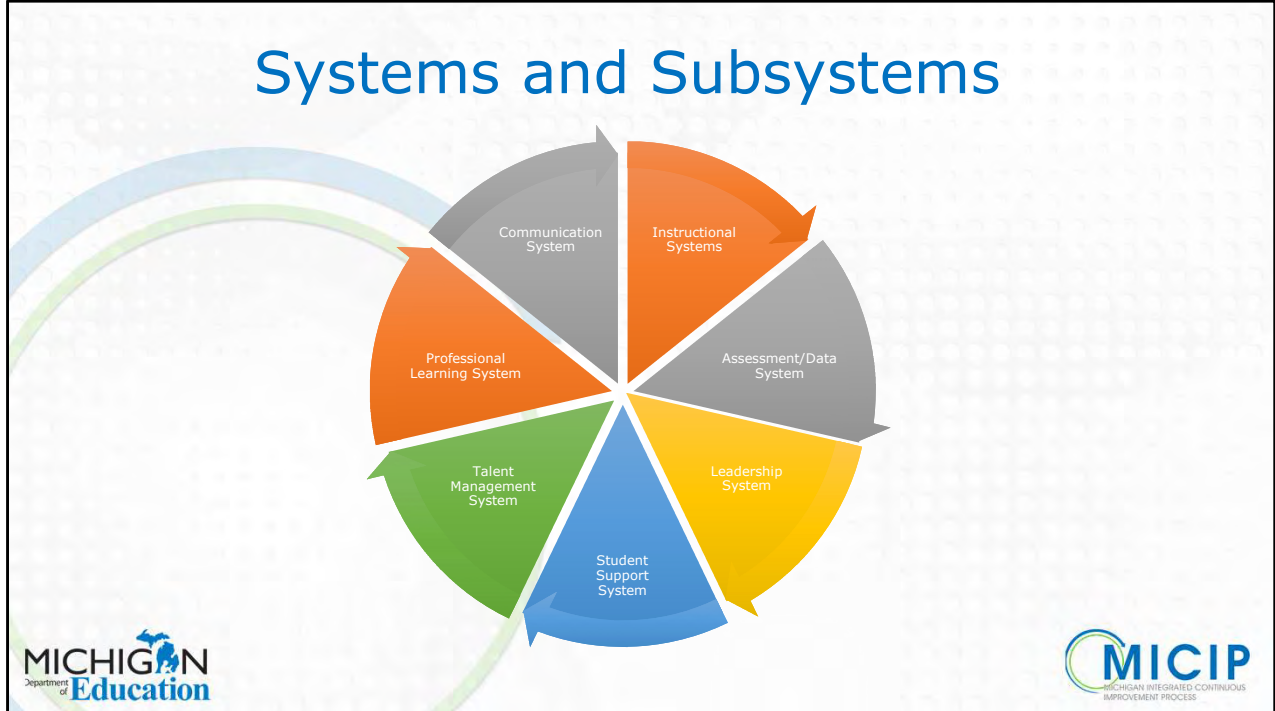 Systems and Subsystems
Communication
System
Instructional
Systems
Assessment/Data
System
Leadership
System
Student
Support
System
Talent
Management
System
Professional
Learning System
MICHIGAN
Department
of Education
MICIP
MICHIGAN INTEGRATED CONTINUOUS
IMPROVEMENT PROCESS